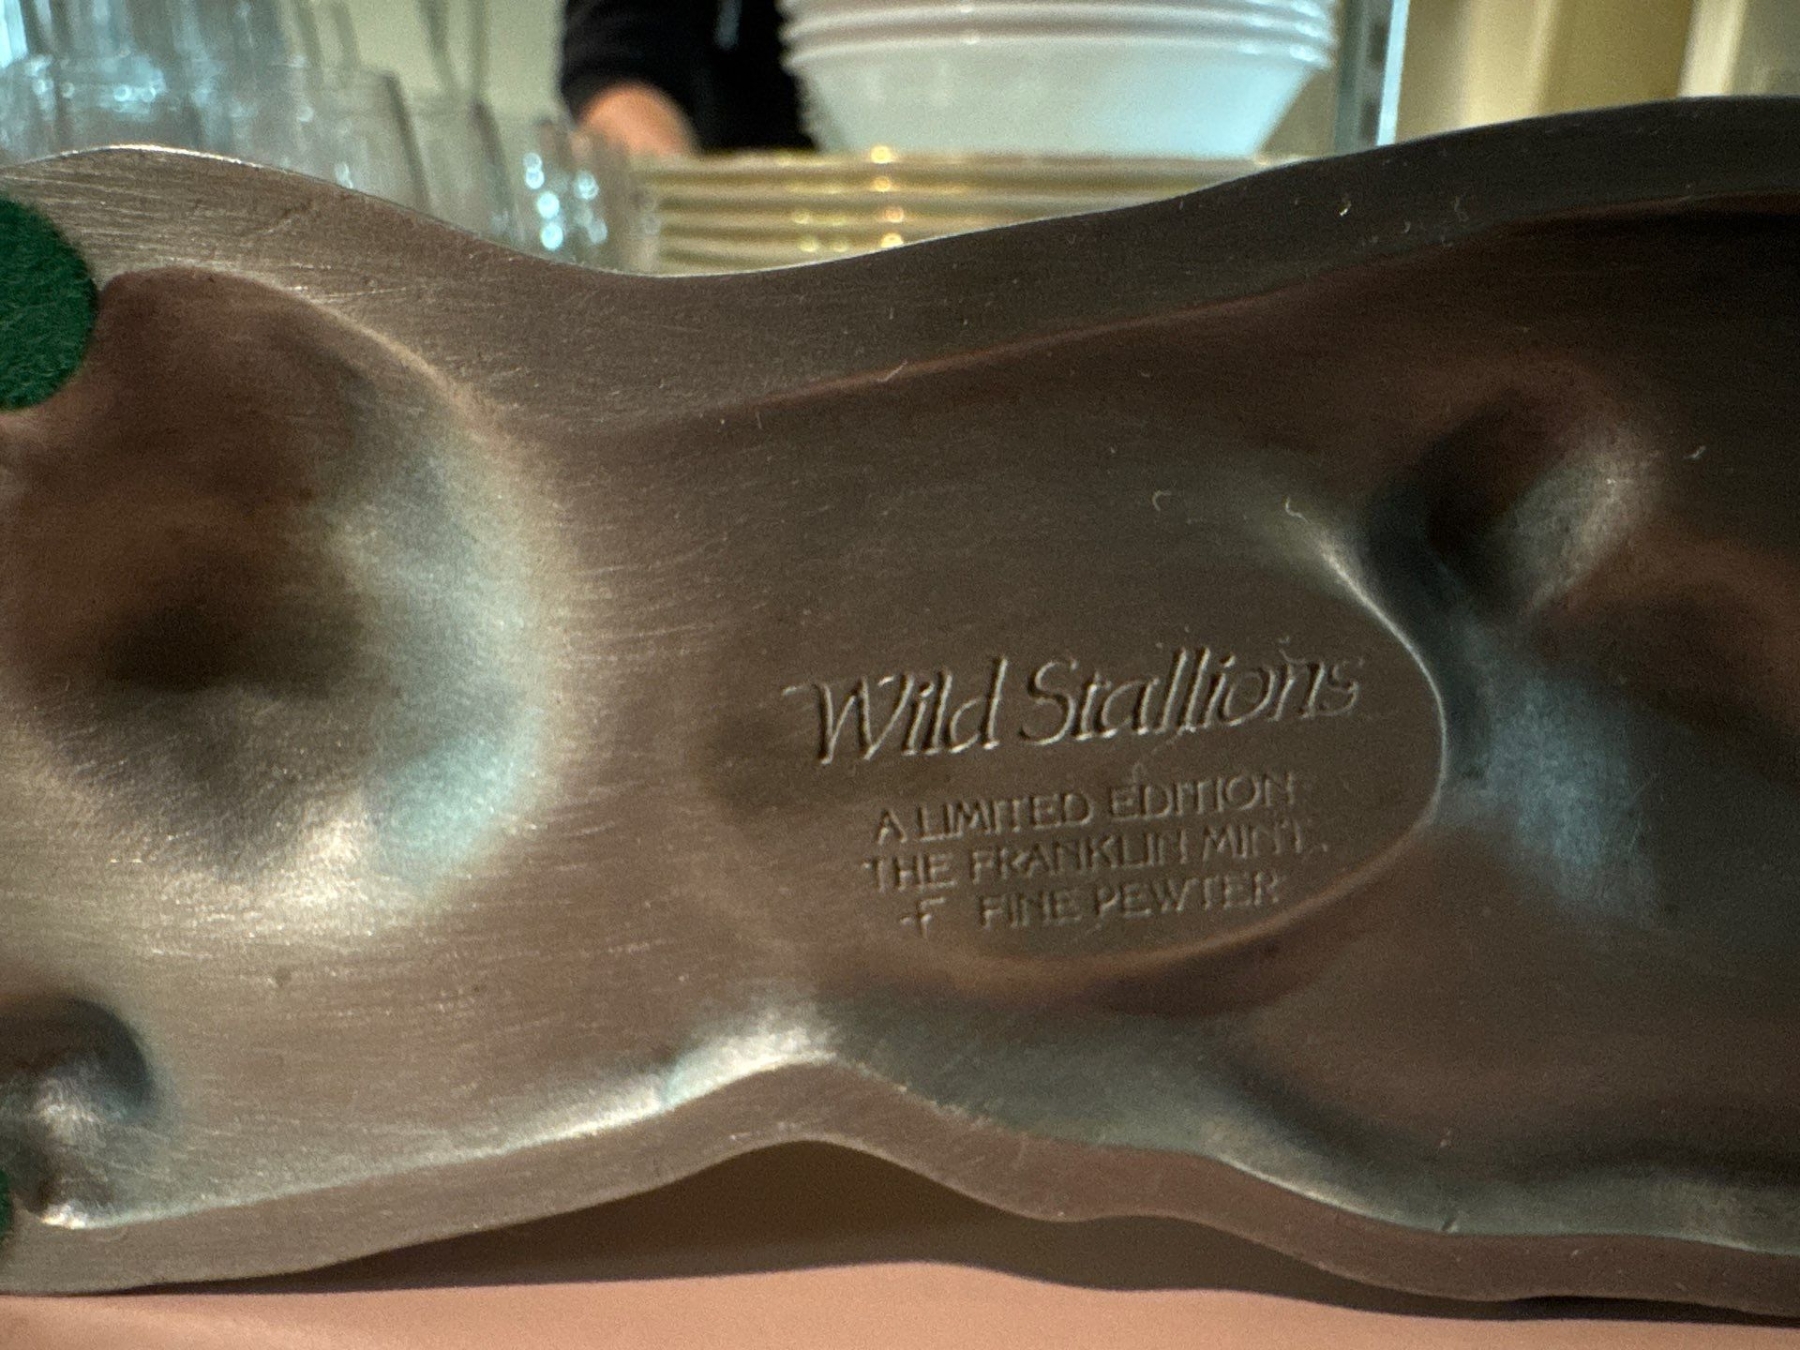 Wild Stallions
A LIMITED EDITION
THE FRANKLIN MINT
F FINE PEWTER